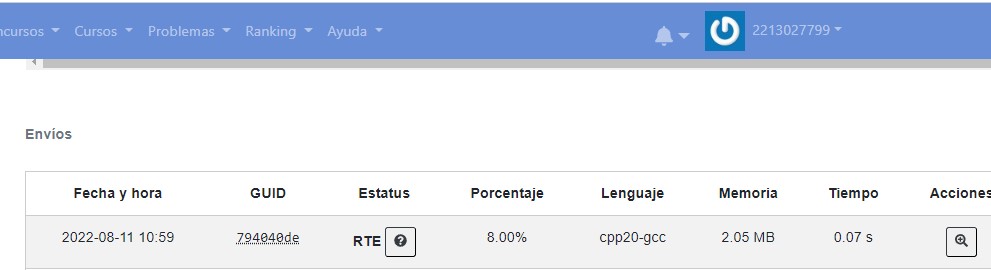 Cursos Problemas Ranking Ayuda 2213027799
Envíos
Fecha y hora GUID Estatus Porcentaje Lenguaje Memoria Tiempo Acciones
2022-08-11 10:59 794040de RTE 8.00% cpp20-gcc 2.05 MB 0.07 s